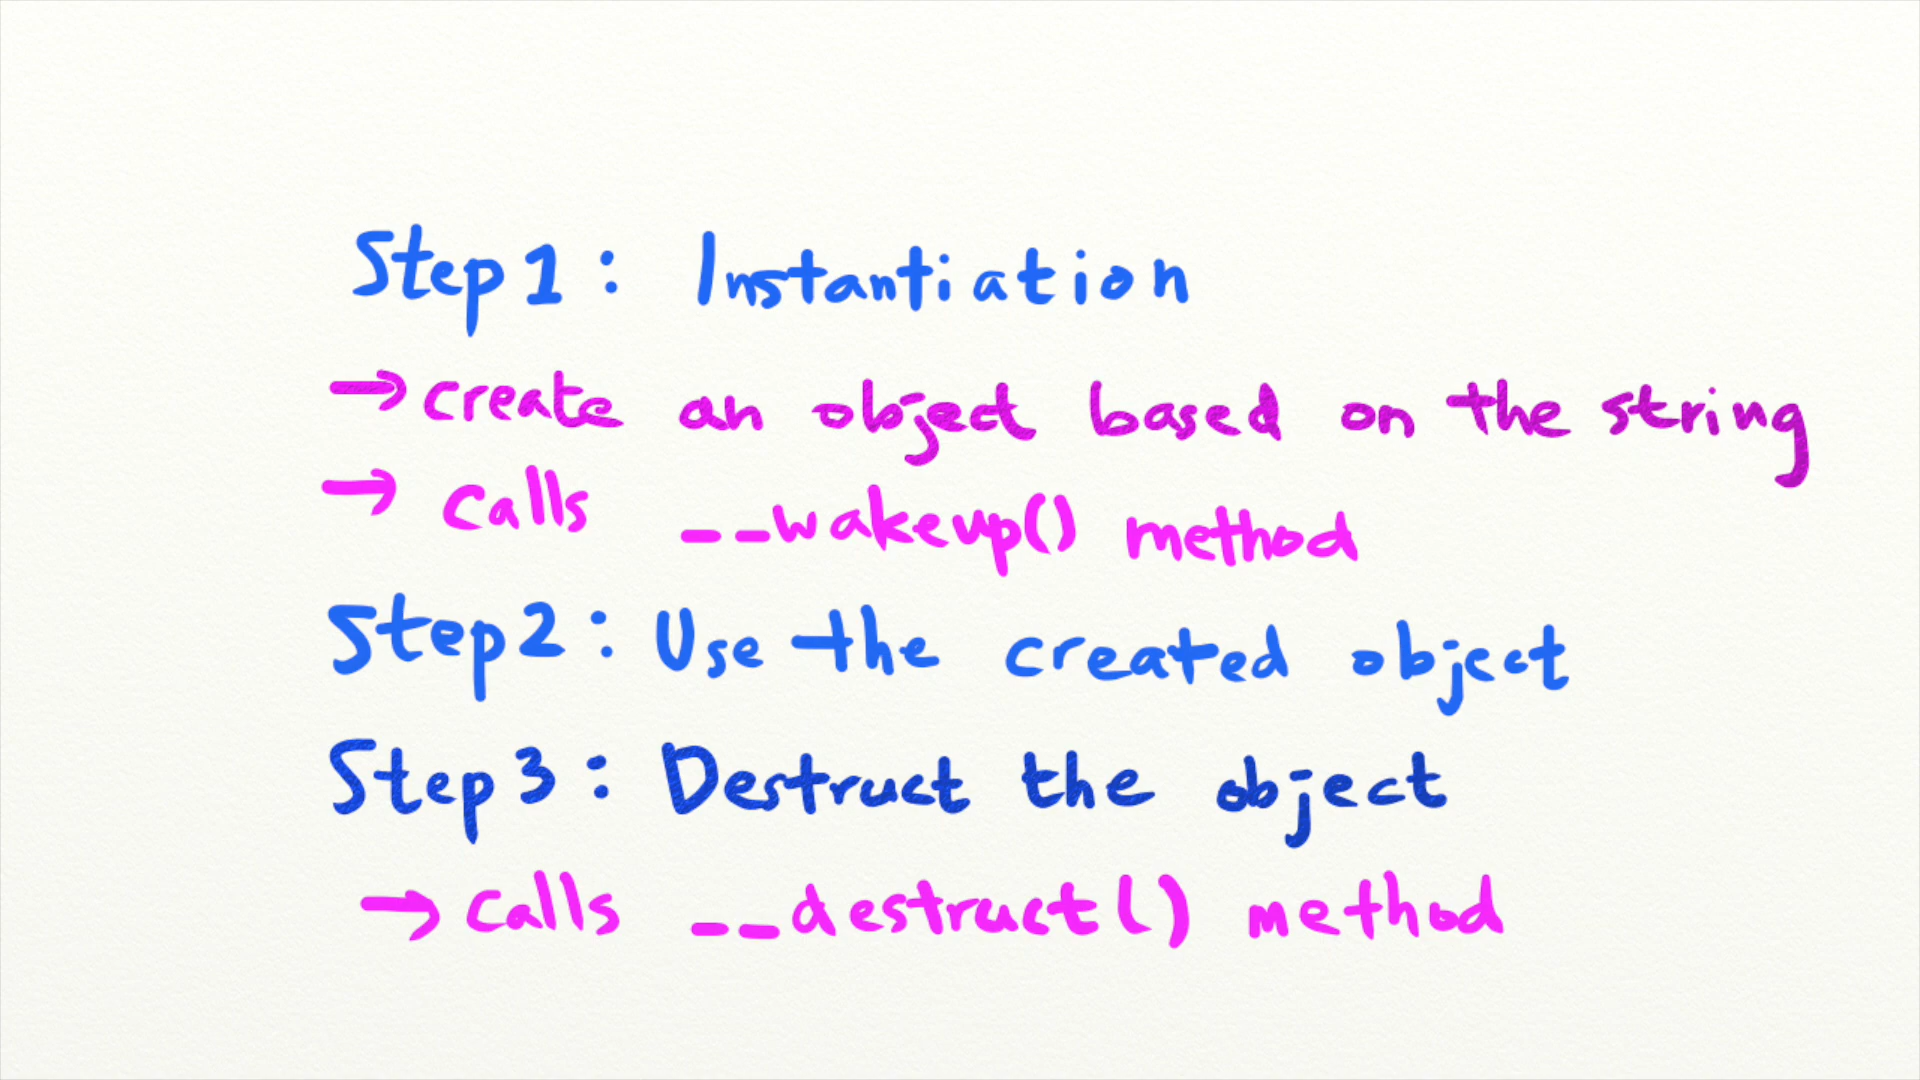 Step 1 : Instantiation
→ create an object based on the string
→ calls __wakeup() method
Step 2 : Use the created object
Step 3 : Destruct the object
→ calls __destruct() method